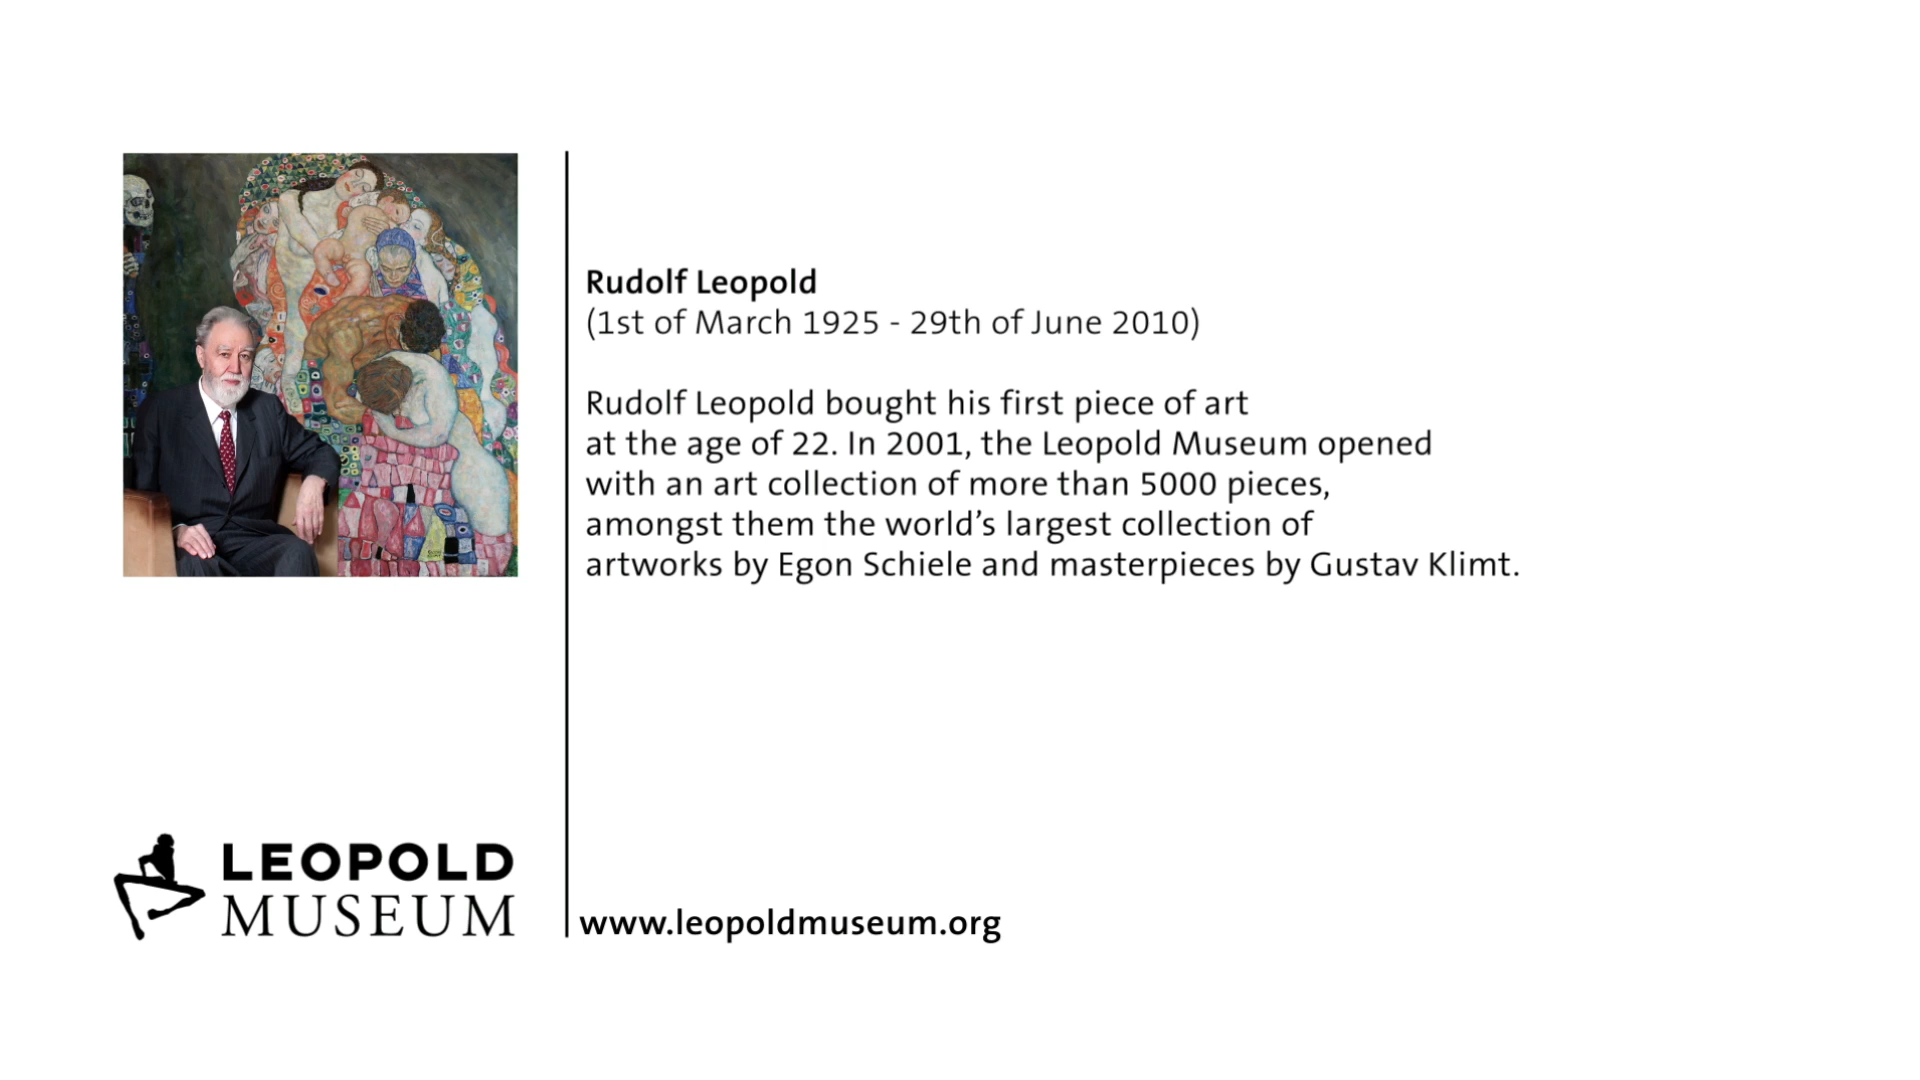 Rudolf Leopold
(1st of March 1925 - 29th of June 2010)
Rudolf Leopold bought his first piece of art
at the age of 22. In 2001, the Leopold Museum opened
with an art collection of more than 5000 pieces,
amongst them the world’s largest collection of
artworks by Egon Schiele and masterpieces by Gustav Klimt.
LEOPOLD
MUSEUM
www.leopoldmuseum.org